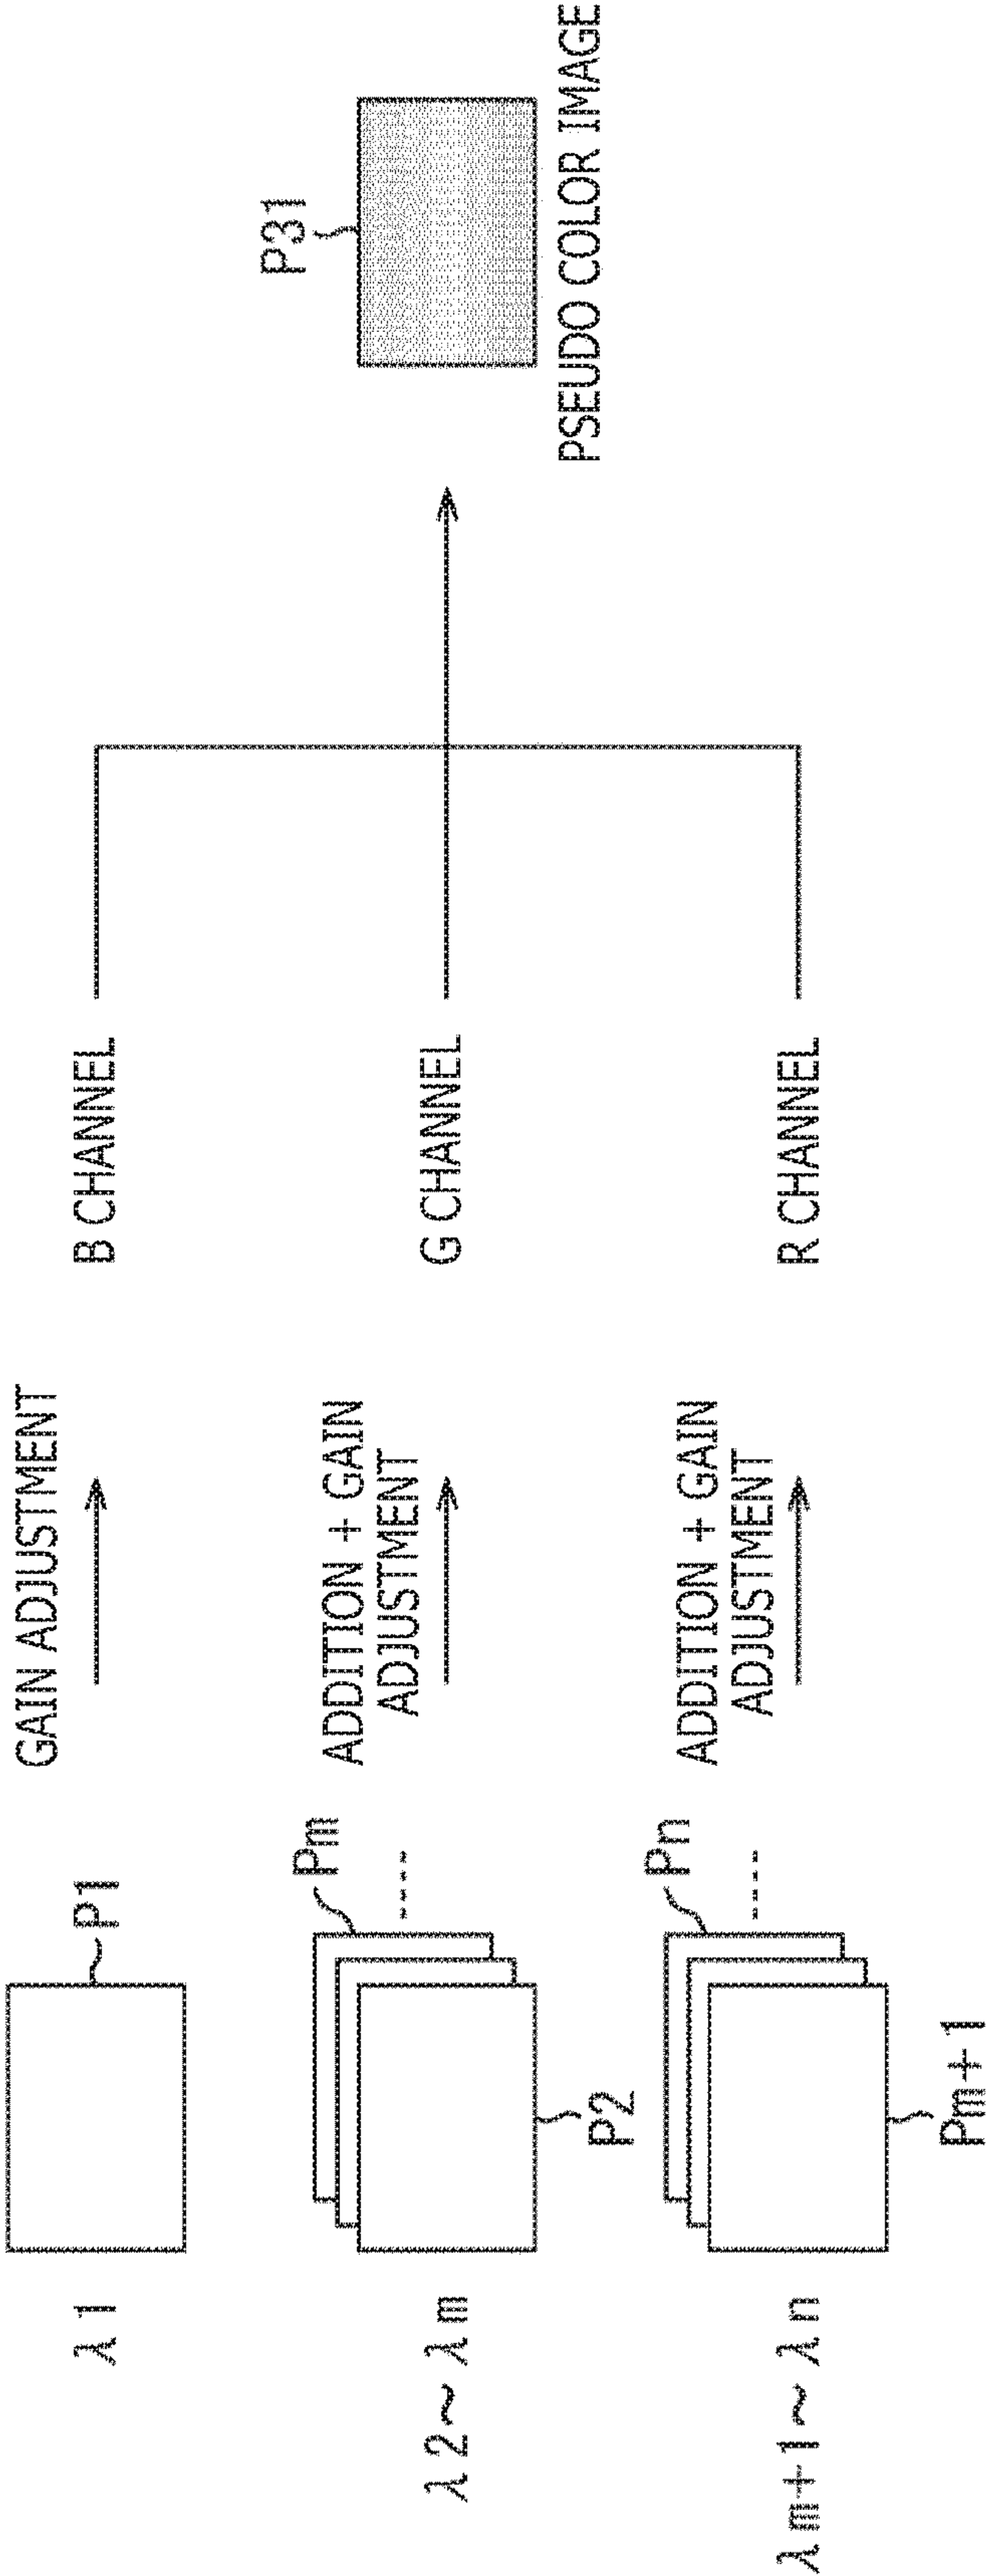 λ1
P1
GAIN ADJUSTMENT
B CHANNEL
λ2~λm
Pm
P2
ADDITION + GAIN
ADJUSTMENT
G CHANNEL
λm+1~λn
Pn
Pm+1
ADDITION + GAIN
ADJUSTMENT
R CHANNEL
P31
PSEUDO COLOR IMAGE